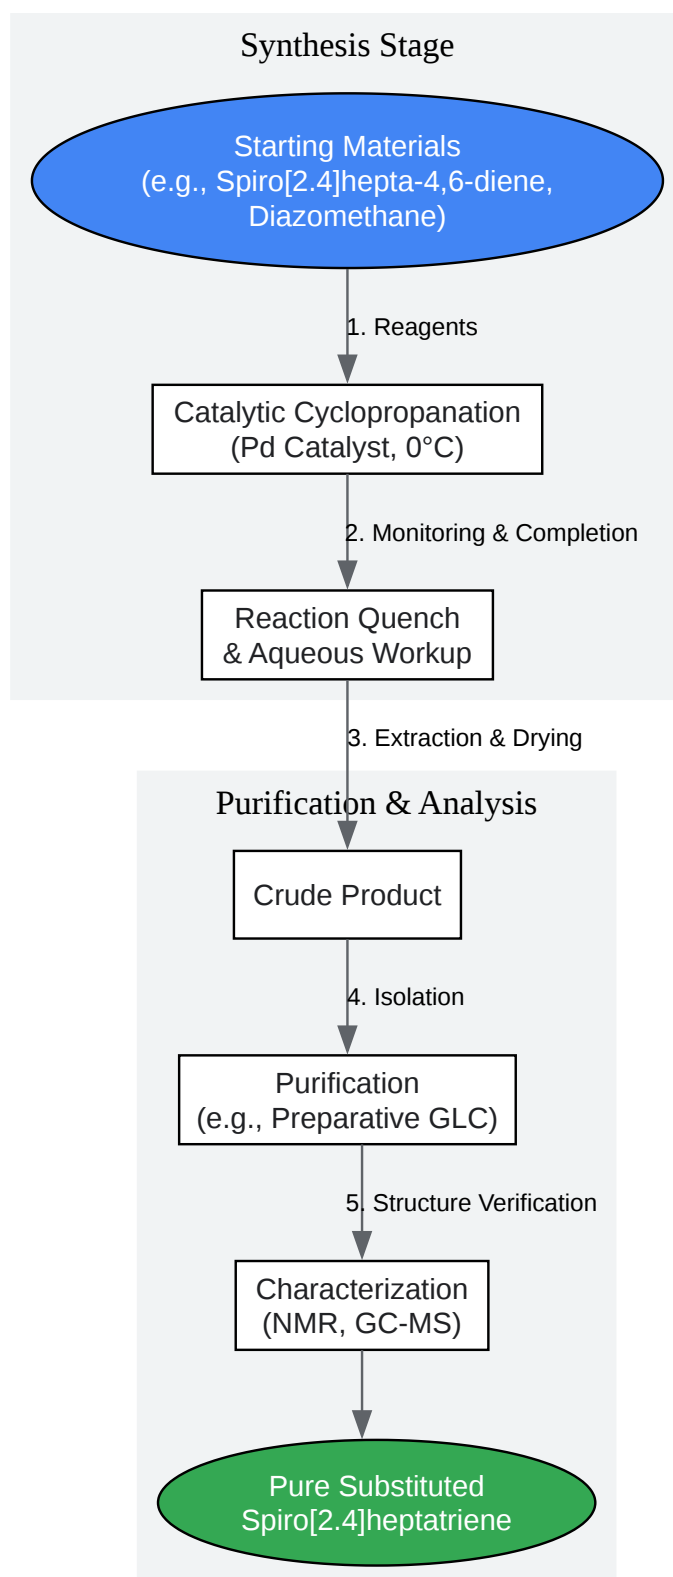 Synthesis Stage
Starting Materials
(e.g., Spiro[2.4]hepta-4,6-diene,
Diazomethane)
1. Reagents
Catalytic Cyclopropanation
(Pd Catalyst, 0°C)
2. Monitoring & Completion
Reaction Quench
& Aqueous Workup
3. Extraction & Drying
Purification & Analysis
Crude Product
4. Isolation
Purification
(e.g., Preparative GLC)
5. Structure Verification
Characterization
(NMR, GC-MS)
Pure Substituted
Spiro[2.4]heptatriene